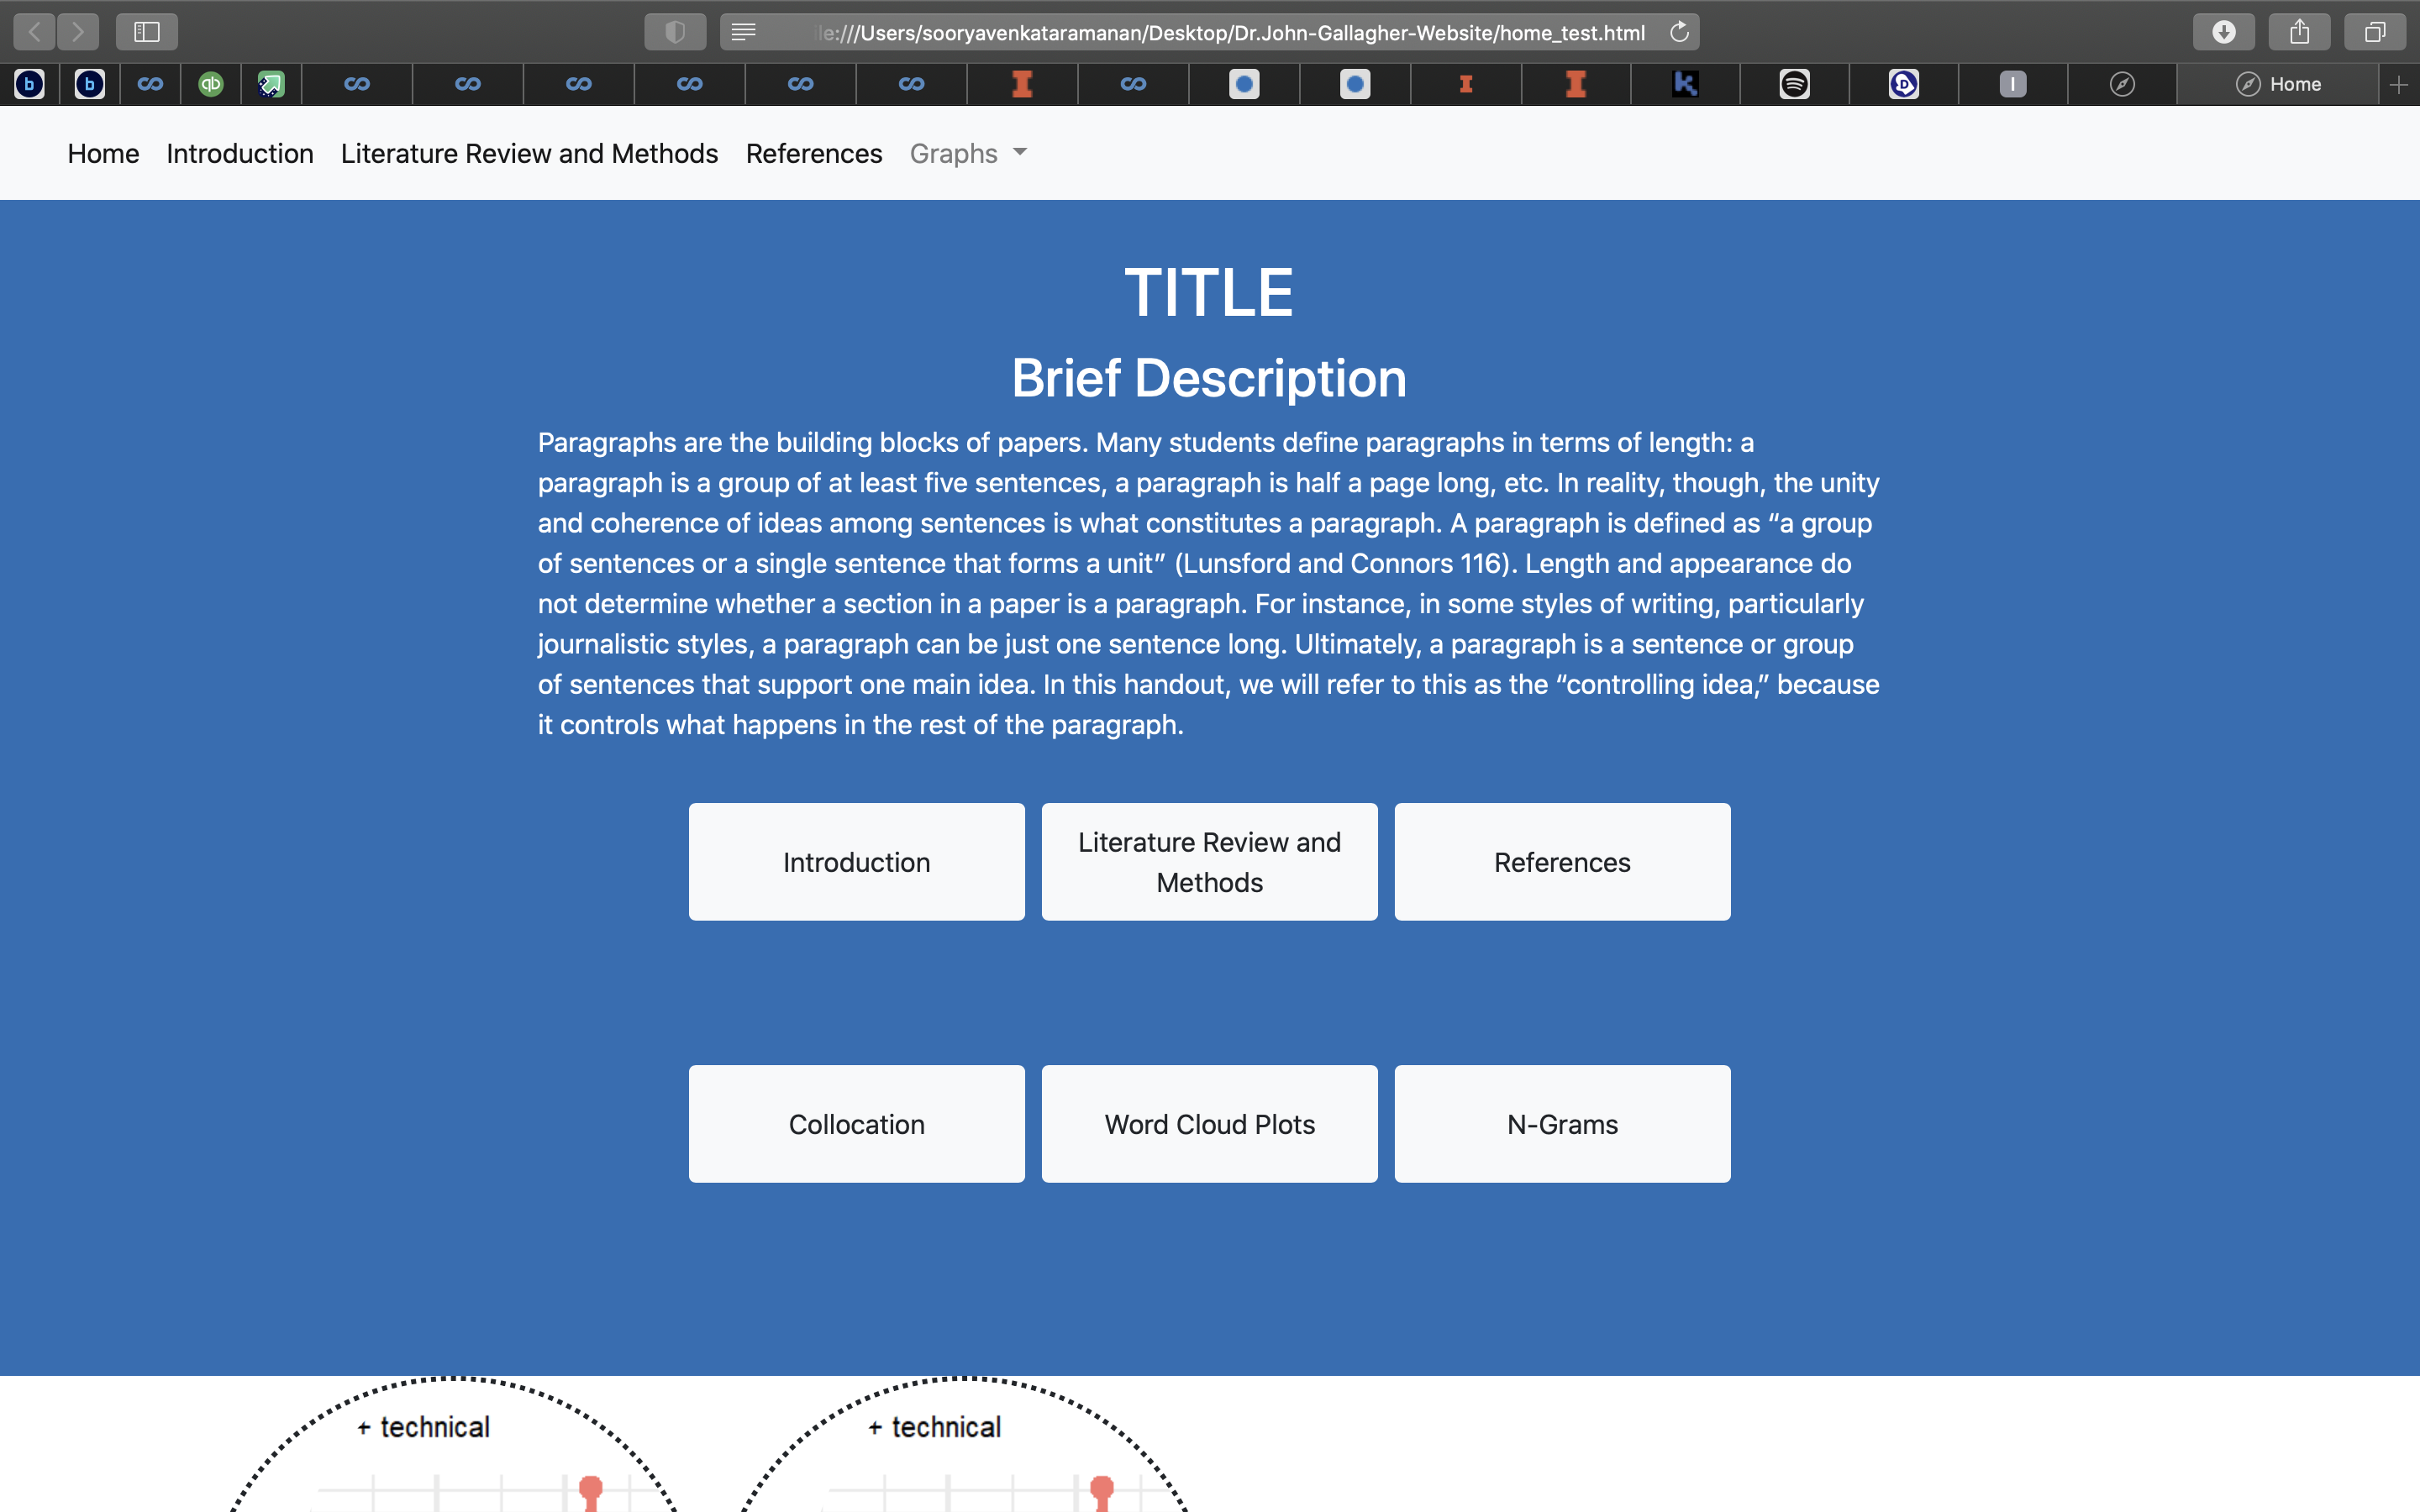 le:///Users/sooryavenkataramanan/Desktop/Dr.John-Gallagher-Website/home_test.html
Home
Home Introduction Literature Review and Methods References Graphs
TITLE
Brief Description
Paragraphs are the building blocks of papers. Many students define paragraphs in terms of length: a
paragraph is a group of at least five sentences, a paragraph is half a page long, etc. In reality, though, the unity
and coherence of ideas among sentences is what constitutes a paragraph. A paragraph is defined as “a group
of sentences or a single sentence that forms a unit” (Lunsford and Connors 116). Length and appearance do
not determine whether a section in a paper is a paragraph. For instance, in some styles of writing, particularly
journalistic styles, a paragraph can be just one sentence long. Ultimately, a paragraph is a sentence or group
of sentences that support one main idea. In this handout, we will refer to this as the “controlling idea,” because
it controls what happens in the rest of the paragraph.
Introduction
Literature Review and
Methods
References
Collocation
Word Cloud Plots
N-Grams
+ technical
+ technical